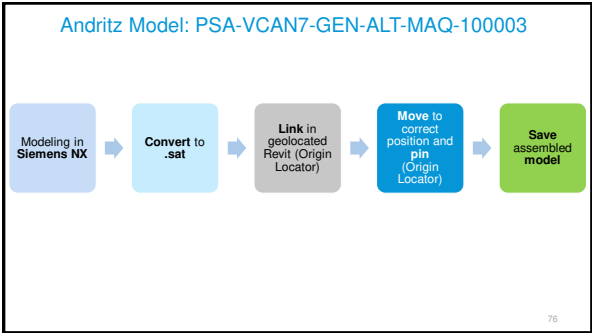 Andritz Model: PSA-VCAN7-GEN-ALT-MAQ-100003
Modeling in
Siemens NX
Convert to
.sat
Link in
geolocated
Revit (Origin
Locator)
Move to
correct
position and
pin
(Origin
Locator)
Save
assembled
model
76